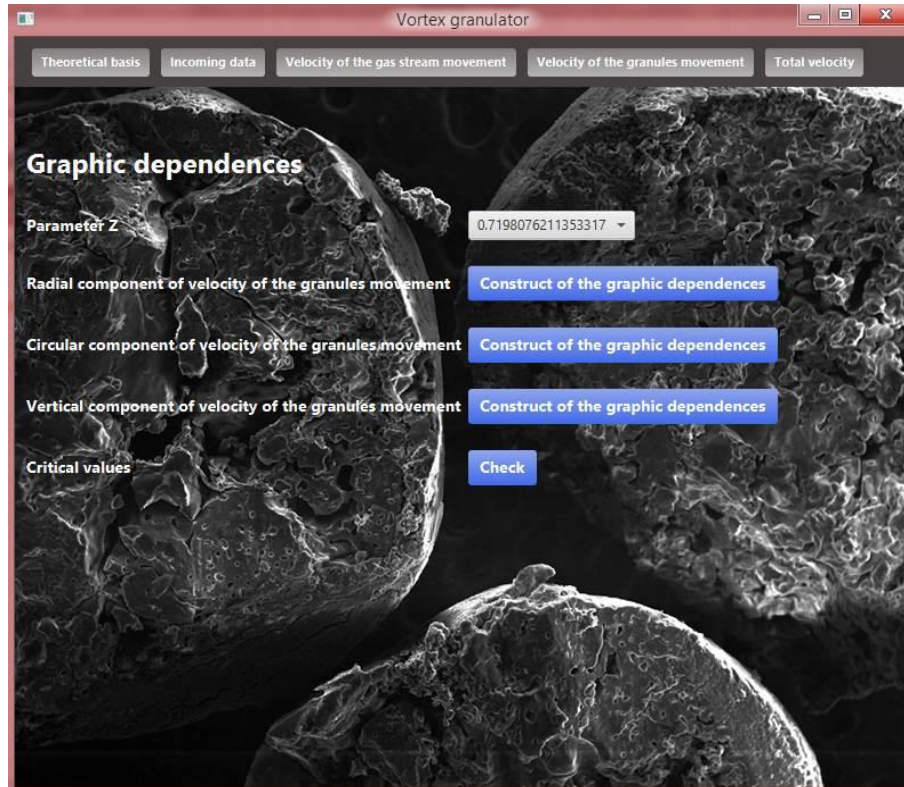 Vortex granulator
Theoretical basis Incoming data Velocity of the gas stream movement Velocity of the granules movement Total velocity
Graphic dependences
Parameter Z 0.7198076211353317
Radial component of velocity of the granules movement Construct of the graphic dependences
Circular component of velocity of the granules movement Construct of the graphic dependences
Vertical component of velocity of the granules movement Construct of the graphic dependences
Critical values Check